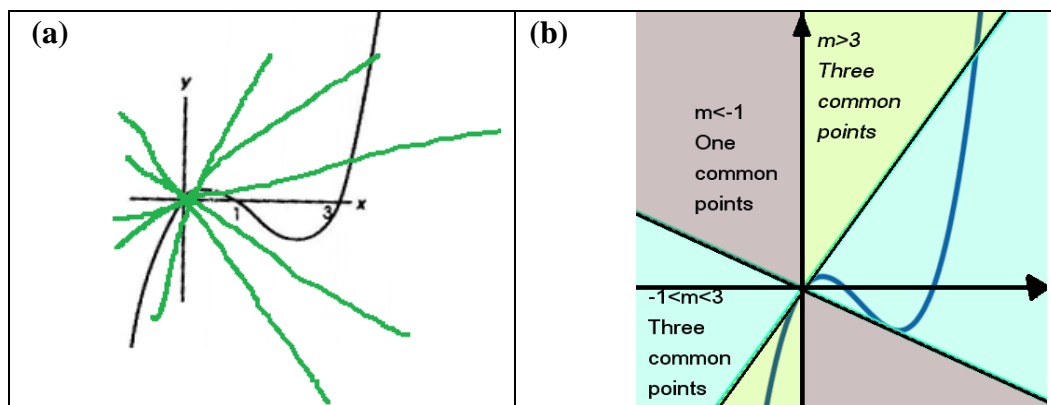 (a)
y
1
3
x
(b)
m>3
Three
common
points
m<-1
One
common
points
-1<m<3
Three
common
points